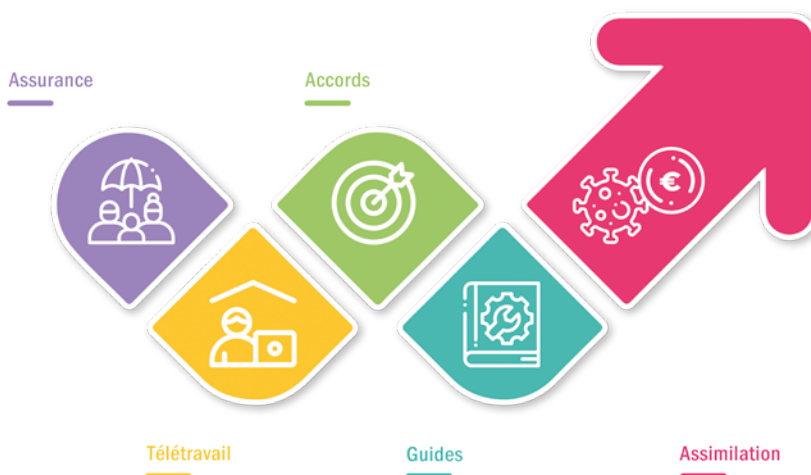 Assurance
Accords
€
Télétravail
Guides
Assimilation